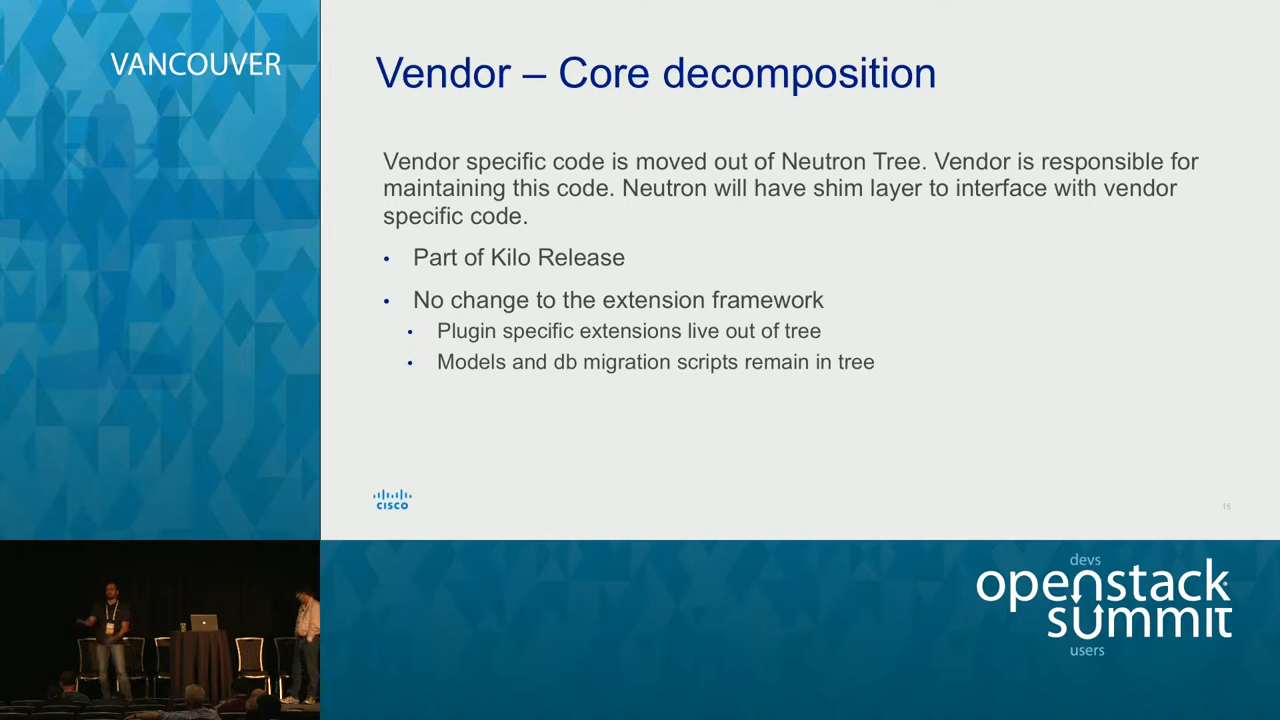 VANCOUVER
Vendor – Core decomposition
Vendor specific code is moved out of Neutron Tree. Vendor is responsible for
maintaining this code. Neutron will have shim layer to interface with vendor
specific code.
• Part of Kilo Release
• No change to the extension framework
• Plugin specific extensions live out of tree
• Models and db migration scripts remain in tree
CISCO
15
devs
openstack
summit
users